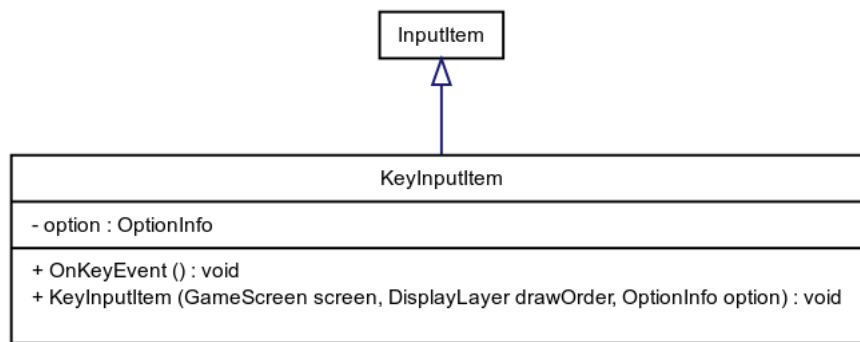 InputItem
KeyInputItem
- option : OptionInfo
+ OnKeyEvent () : void
+ KeyInputItem (GameScreen screen, DisplayLayer drawOrder, OptionInfo option) : void